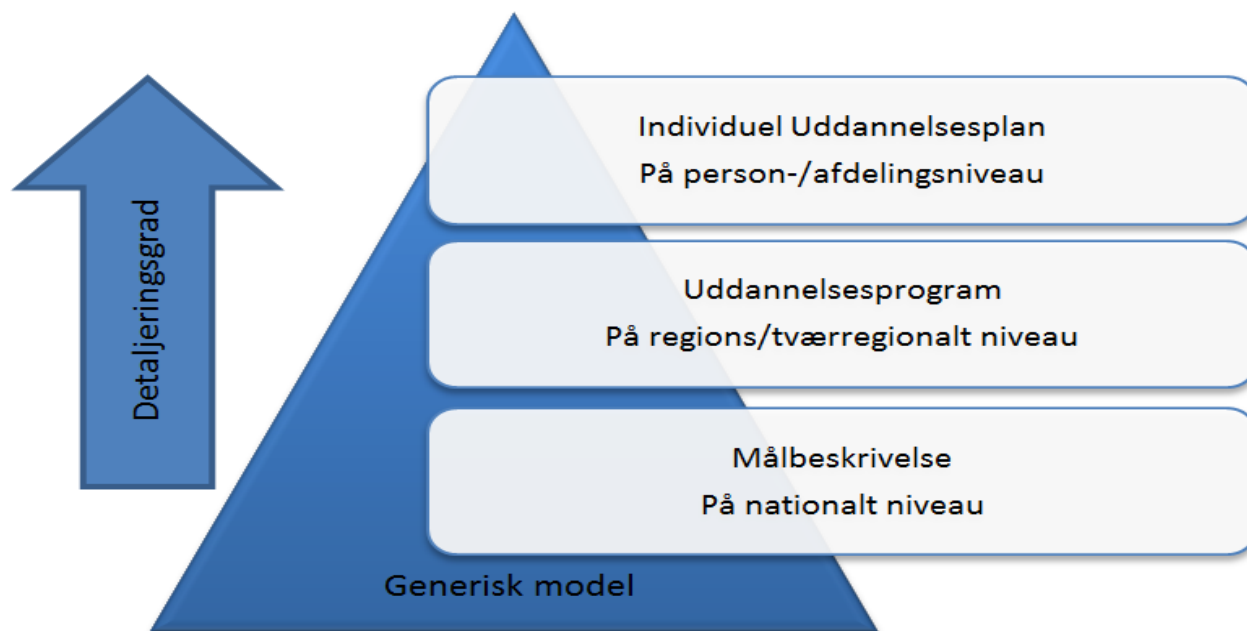 Detaljeringsgrad
Individuel Uddannelsesplan
På person-/afdelingsniveau
Uddannelsesprogram
På regions/tværregionalt niveau
Målbeskrivelse
På nationalt niveau
Generisk model